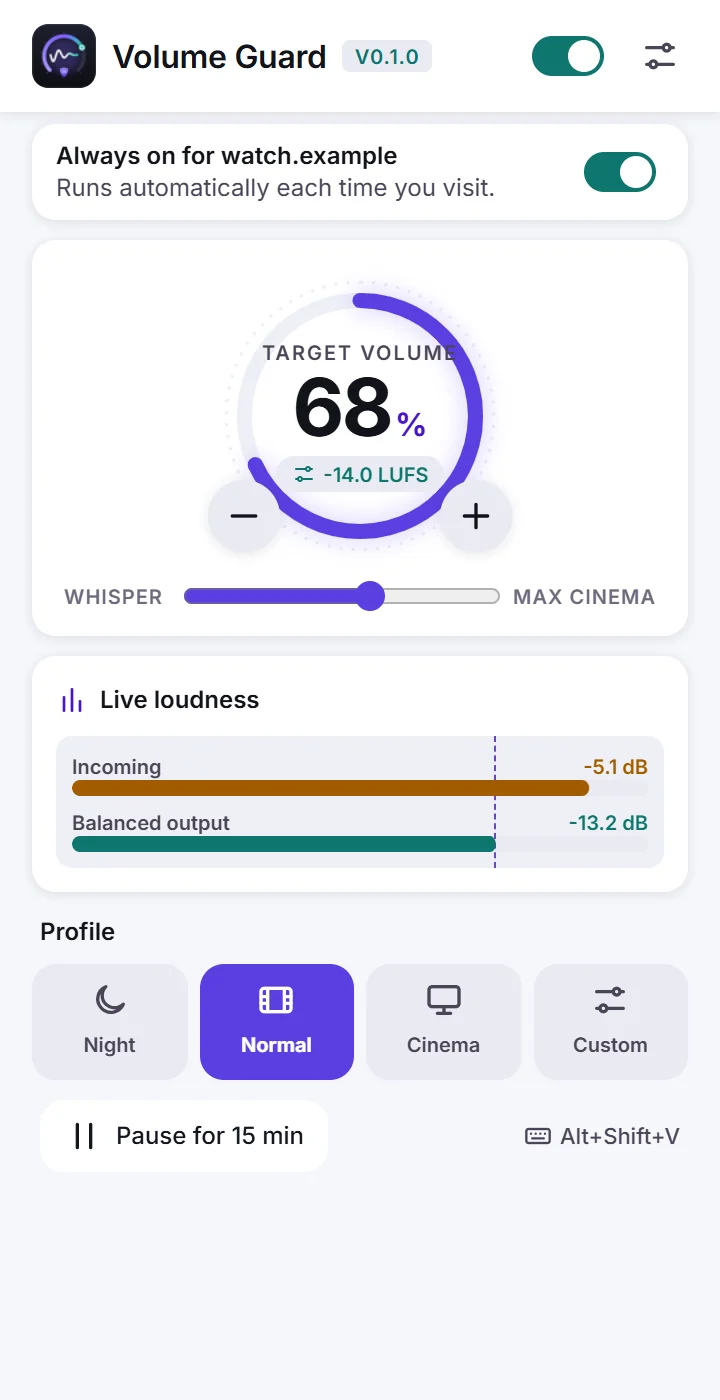 Volume Guard V0.1.0
Always on for watch.example
Runs automatically each time you visit.
TARGET VOLUME
68%
-14.0 LUFS
WHISPER
MAX CINEMA
Live loudness
Incoming -5.1 dB
Balanced output -13.2 dB
Profile
Night
Normal
Cinema
Custom
Pause for 15 min
Alt+Shift+V